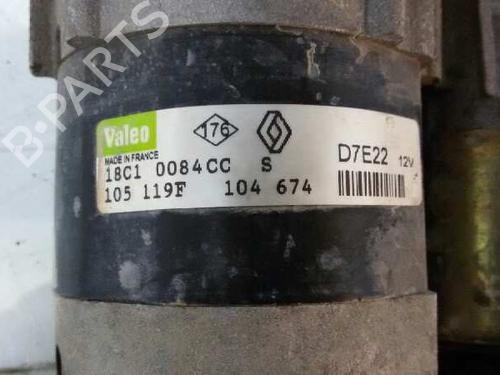 B-PARTS
Valeo
176
MADE IN FRANCE
D7E22 12V
18C1 0084CC S
105 119F 104 674